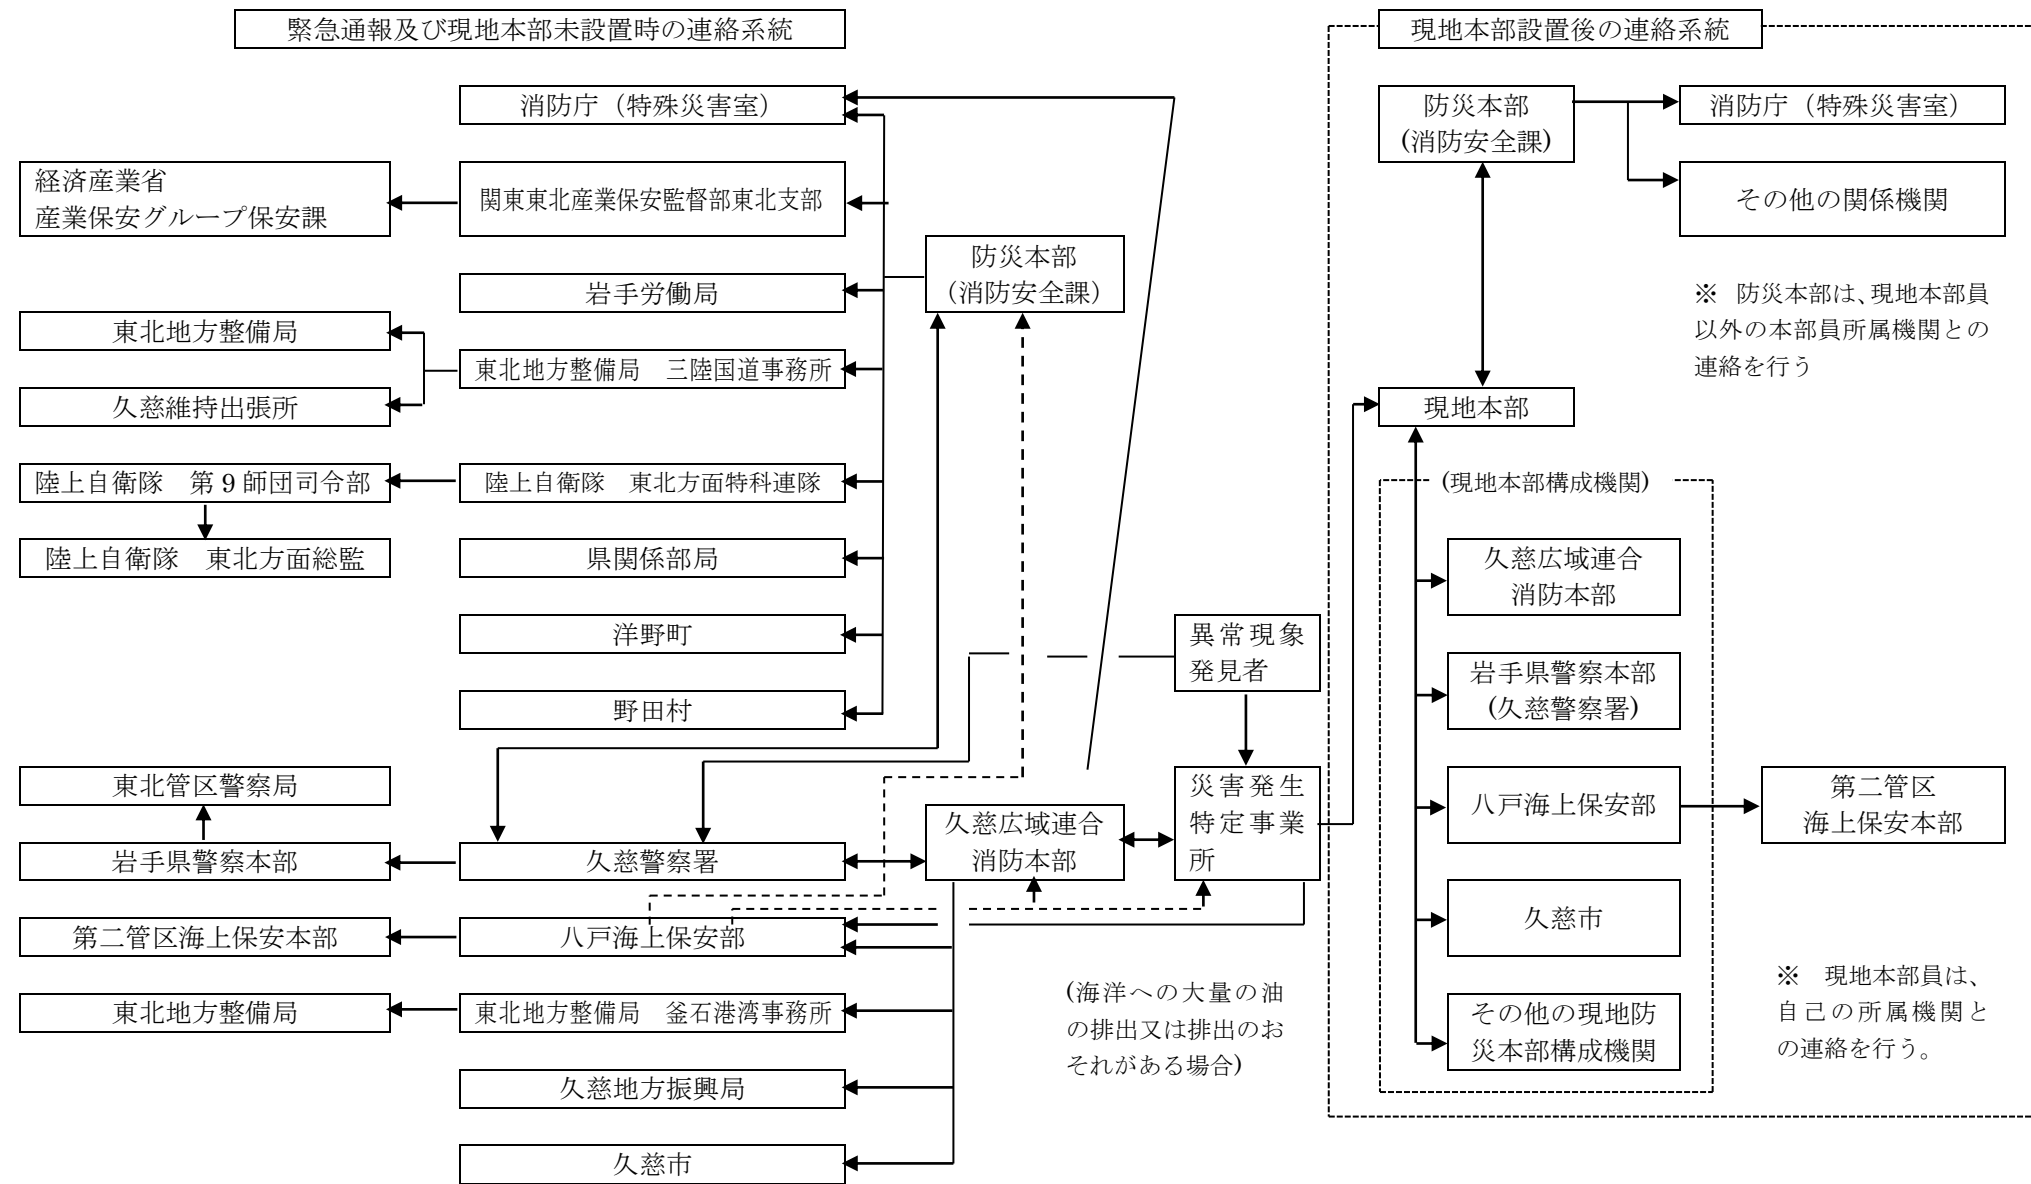 緊急通報及び現地本部未設置時の連絡系統
消防庁（特殊災害室）
経済産業省
産業保安グループ保安課
関東東北産業保安監督部東北支部
防災本部
（消防安全課）
岩手労働局
東北地方整備局
東北地方整備局　三陸国道事務所
久慈維持出張所
陸上自衛隊　第９師団司令部
陸上自衛隊　東北方面特科連隊
陸上自衛隊　東北方面総監
県関係部局
洋野町
異常現象
発見者
野田村
東北管区警察局
災害発生
特定事業
所
久慈広域連合
消防本部
岩手県警察本部
久慈警察署
第二管区海上保安本部
八戸海上保安部
東北地方整備局
東北地方整備局　釜石港湾事務所
(海洋への大量の油
の排出又は排出のお
それがある場合)
久慈地方振興局
久慈市
現地本部設置後の連絡系統
防災本部
(消防安全課)
消防庁（特殊災害室）
その他の関係機関
※　防災本部は、現地本部員
以外の本部員所属機関との
連絡を行う
現地本部
(現地本部構成機関)
久慈広域連合
消防本部
岩手県警察本部
(久慈警察署)
八戸海上保安部
第二管区
海上保安本部
久慈市
その他の現地防
災本部構成機関
※　現地本部員は、
自己の所属機関と
の連絡を行う。